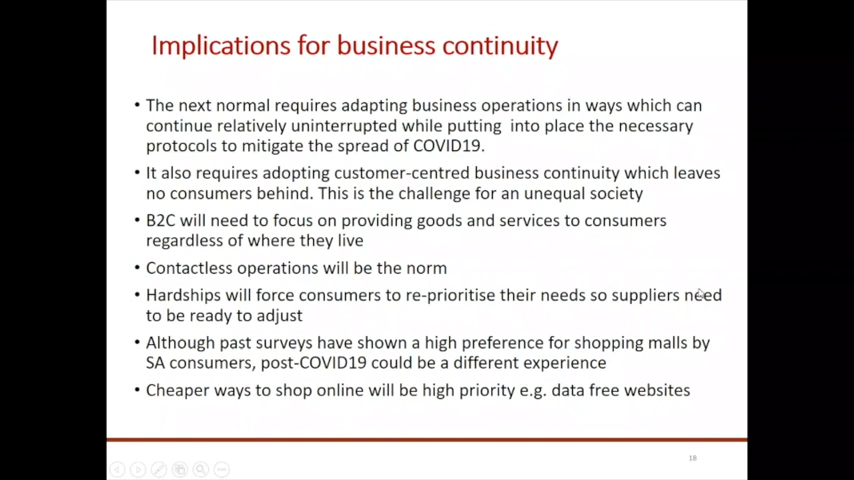 Implications for business continuity
• The next normal requires adapting business operations in ways which can
continue relatively uninterrupted while putting into place the necessary
protocols to mitigate the spread of COVID19.
• It also requires adopting customer-centred business continuity which leaves
no consumers behind. This is the challenge for an unequal society
• B2C will need to focus on providing goods and services to consumers
regardless of where they live
• Contactless operations will be the norm
• Hardships will force consumers to re-prioritise their needs so suppliers need
to be ready to adjust
• Although past surveys have shown a high preference for shopping malls by
SA consumers, post-COVID19 could be a different experience
• Cheaper ways to shop online will be high priority e.g. data free websites
18